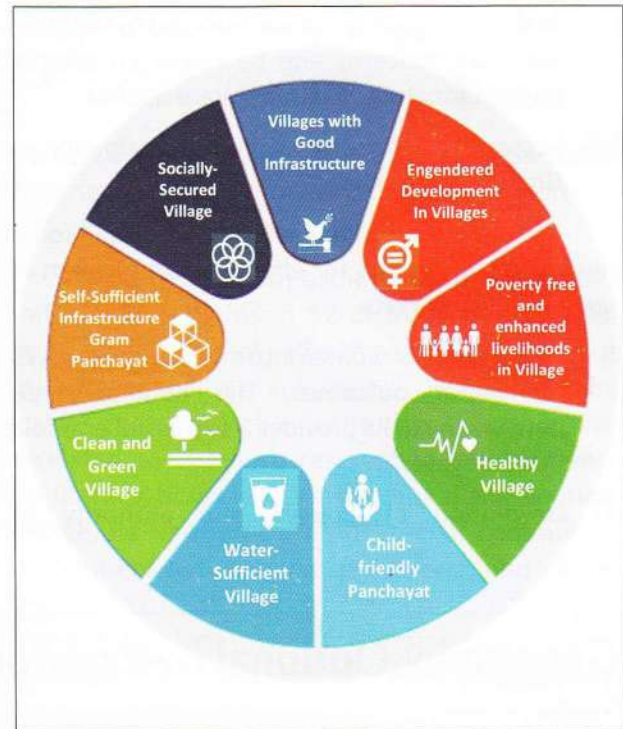 Villages with
Good
Infrastructure
Engendered
Development
In Villages
Poverty free
and
enhanced
livelihoods
in Village
Healthy
Village
Child-
friendly
Panchayat
Water-
Sufficient
Village
Clean and
Green
Village
Self-Sufficient
Infrastructure
Gram
Panchayat
Socially-
Secured
Village